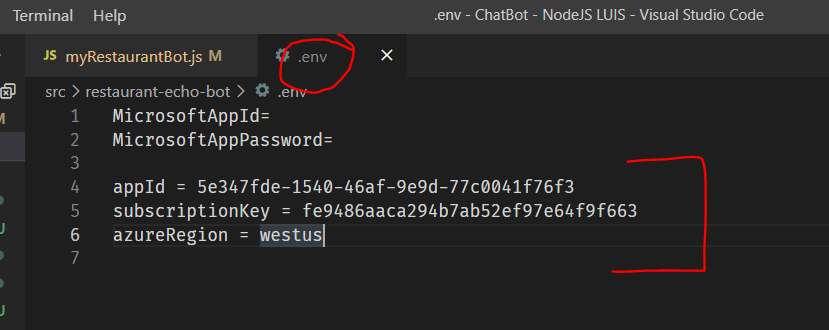 Terminal Help .env - ChatBot - NodeJS LUIS - Visual Studio Code
JS myRestaurantBot.js M .env ×
src > restaurant-echo-bot > .env
1 MicrosoftAppId=
2 MicrosoftAppPassword=
3
4 appId = 5e347fde-1540-46af-9e9d-77c0041f76f3
5 subscriptionKey = fe9486aaca294b7ab52ef97e64f9f663
6 azureRegion = westus
7